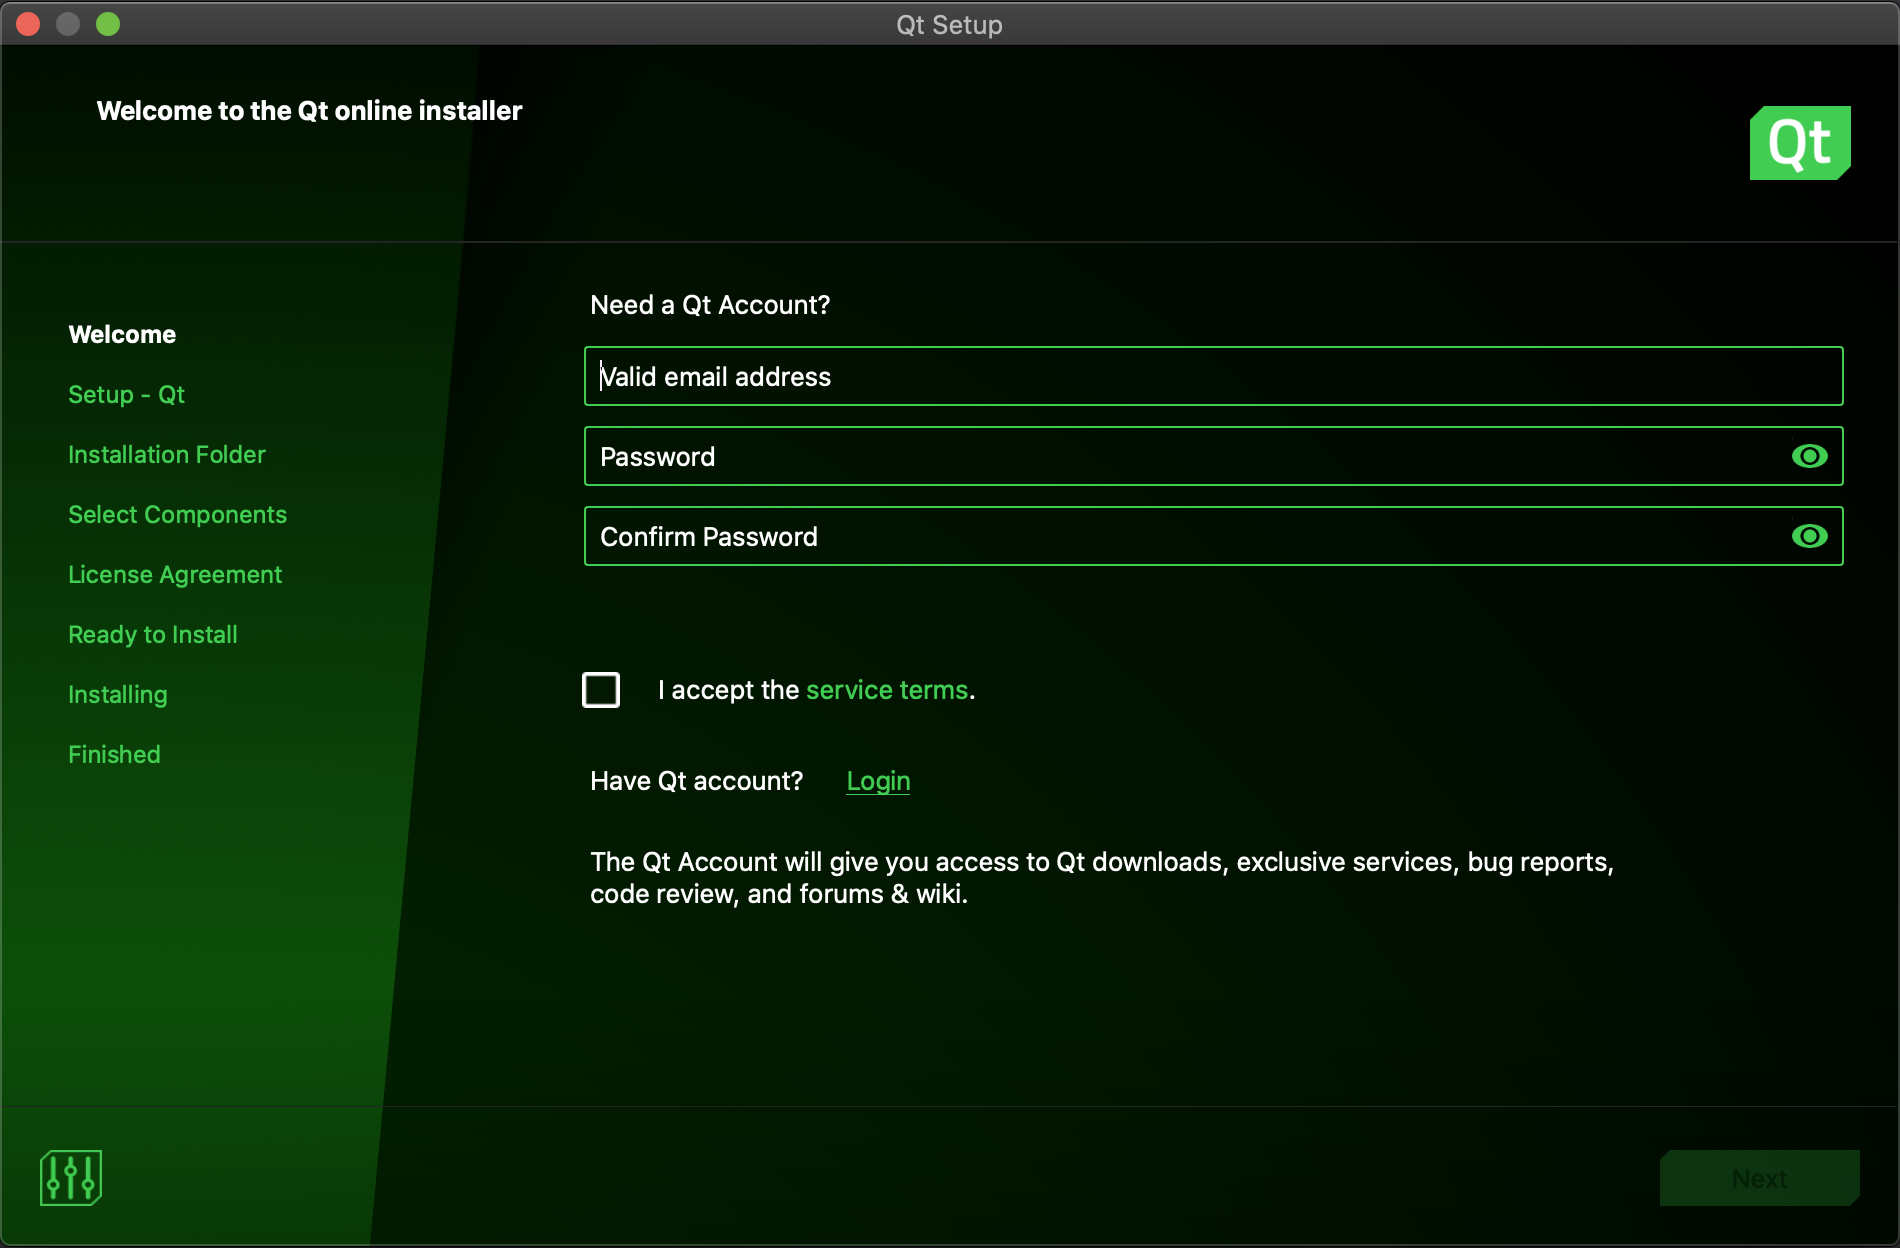 Qt Setup
Welcome to the Qt online installer
Qt
Welcome
Setup - Qt
Installation Folder
Select Components
License Agreement
Ready to Install
Installing
Finished
Need a Qt Account?
Valid email address
Password
Confirm Password
I accept the service terms.
Have Qt account? Login
The Qt Account will give you access to Qt downloads, exclusive services, bug reports,
code review, and forums & wiki.
Next